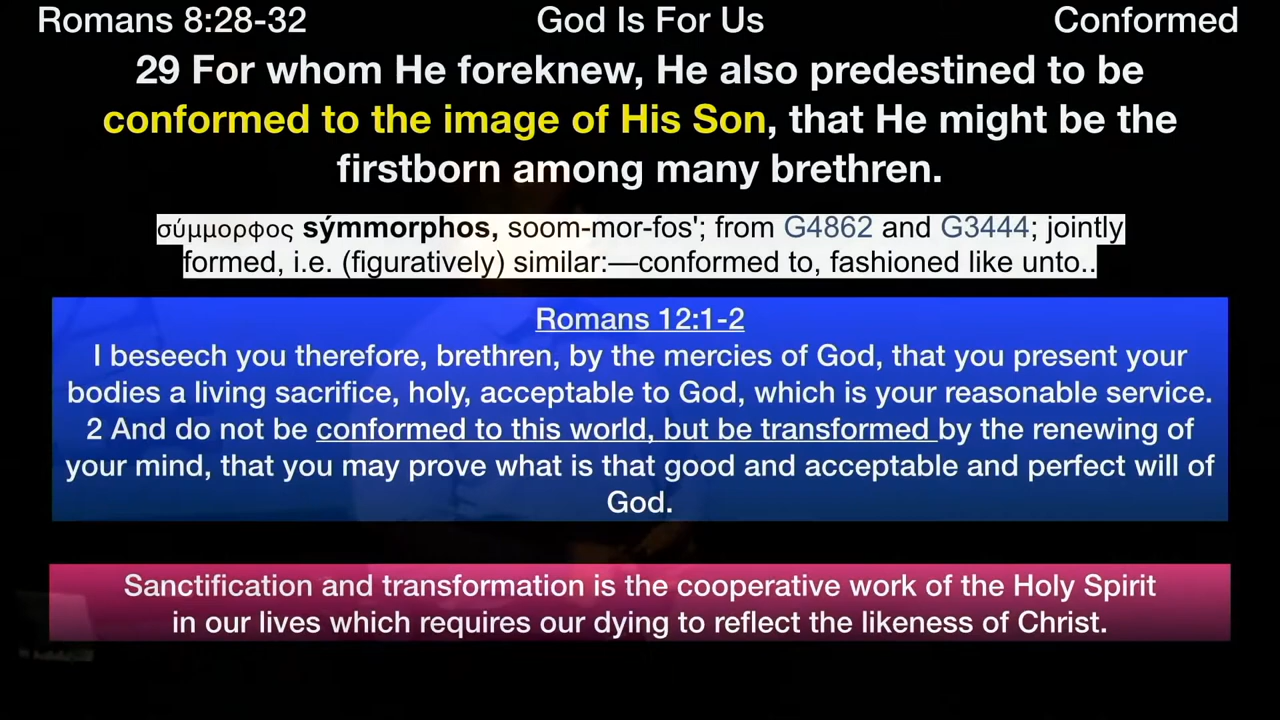 Romans 8:28-32 God Is For Us Conformed
29 For whom He foreknew, He also predestined to be
conformed to the image of His Son, that He might be the
firstborn among many brethren.
σύμμορφος sýmmorphos, soom-mor-fos'; from G4862 and G3444; jointly
formed, i.e. (figuratively) similar:—conformed to, fashioned like unto..
Romans 12:1-2
I beseech you therefore, brethren, by the mercies of God, that you present your
bodies a living sacrifice, holy, acceptable to God, which is your reasonable service.
2 And do not be conformed to this world, but be transformed by the renewing of
your mind, that you may prove what is that good and acceptable and perfect will of
God.
Sanctification and transformation is the cooperative work of the Holy Spirit
in our lives which requires our dying to reflect the likeness of Christ.